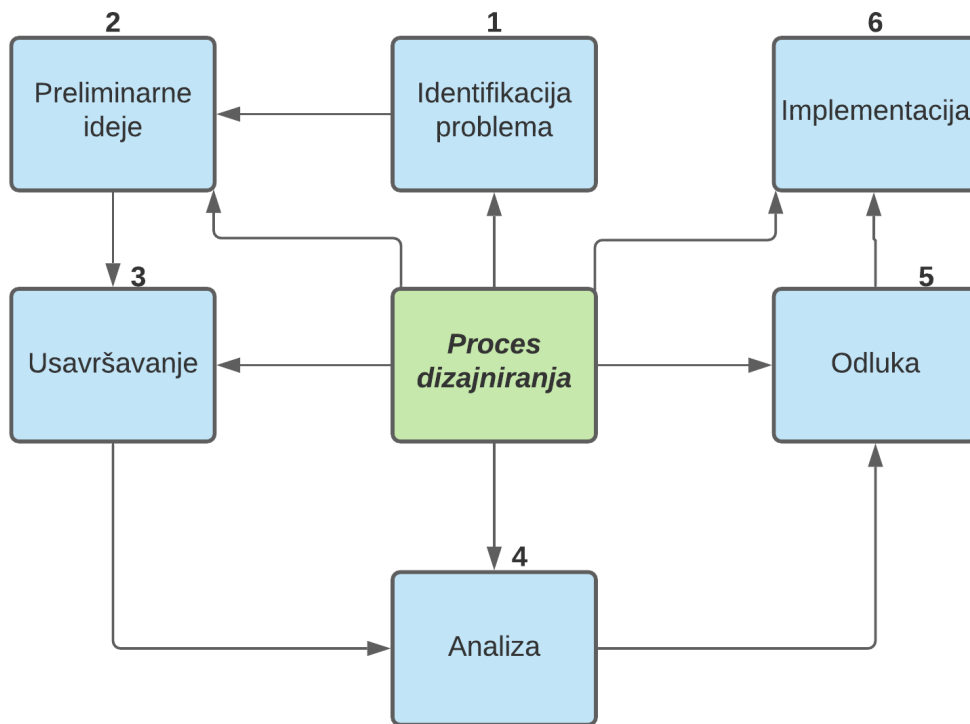 2
Preliminarne
ideje
1
Identifikacija
problema
6
Implementacija
3
Usavršavanje
Proces
dizajniranja
5
Odluka
4
Analiza